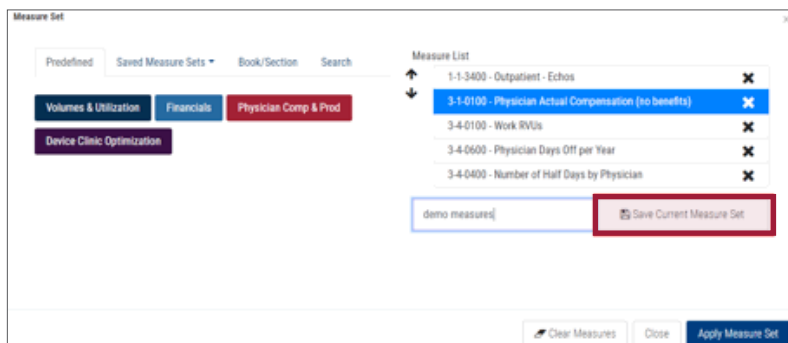 Measure Set
Predefined Saved Measure Sets Book/Section Search
Volumes & Utilization Financials Physician Comp & Prod
Device Clinic Optimization
Measure List
1-1-3400 - Outpatient - Echos
3-1-0100 - Physician Actual Compensation (no benefits)
3-4-0100 - Work RVUs
3-4-0600 - Physician Days Off per Year
3-4-0400 - Number of Half Days by Physician
demo measures Save Current Measure Set
Clear Measures Close Apply Measure Set